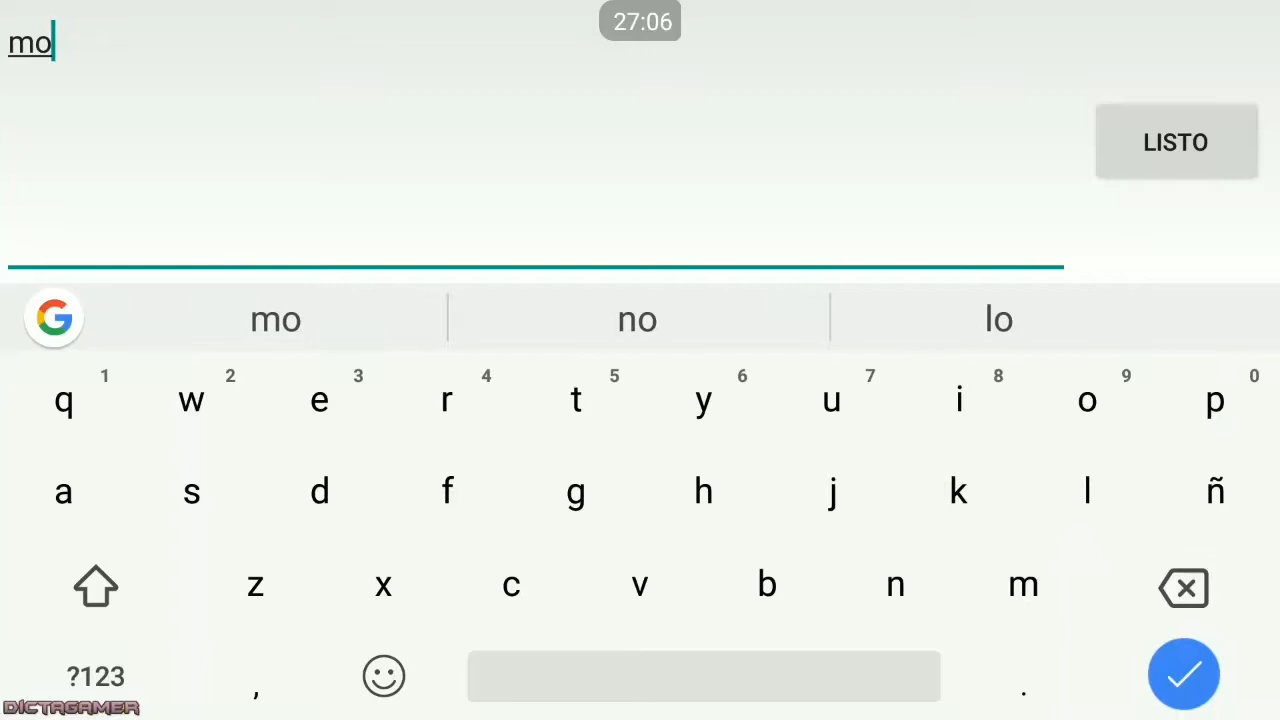 27:06
mo
LISTO
mo no lo
1 2 3 4 5 6 7 8 9 0
q w e r t y u i o p
a s d f g h j k l ñ
z x c v b n m
?123 , .
DICTAGAMER